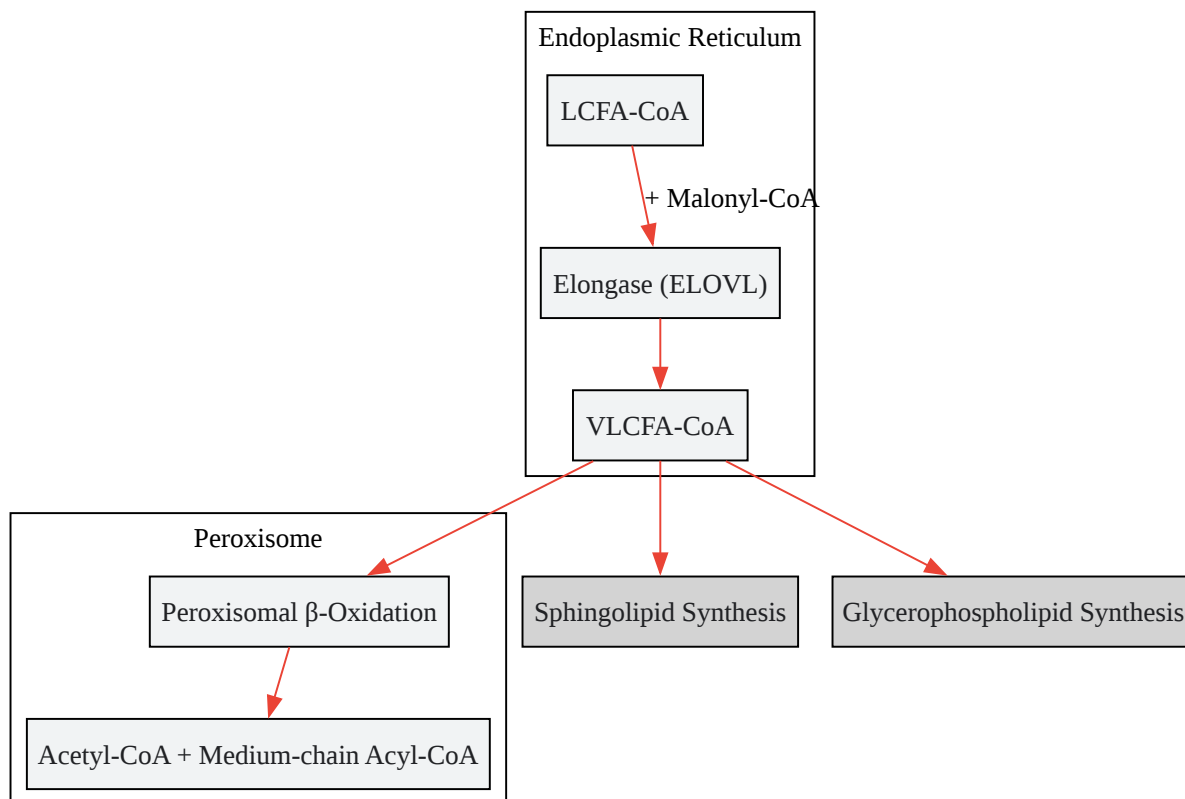 Endoplasmic Reticulum
LCFA-CoA
+ Malonyl-CoA
Elongase (ELOVL)
VLCFA-CoA
Peroxisome
Peroxisomal β-Oxidation
Sphingolipid Synthesis
Glycerophospholipid Synthesis
Acetyl-CoA + Medium-chain Acyl-CoA